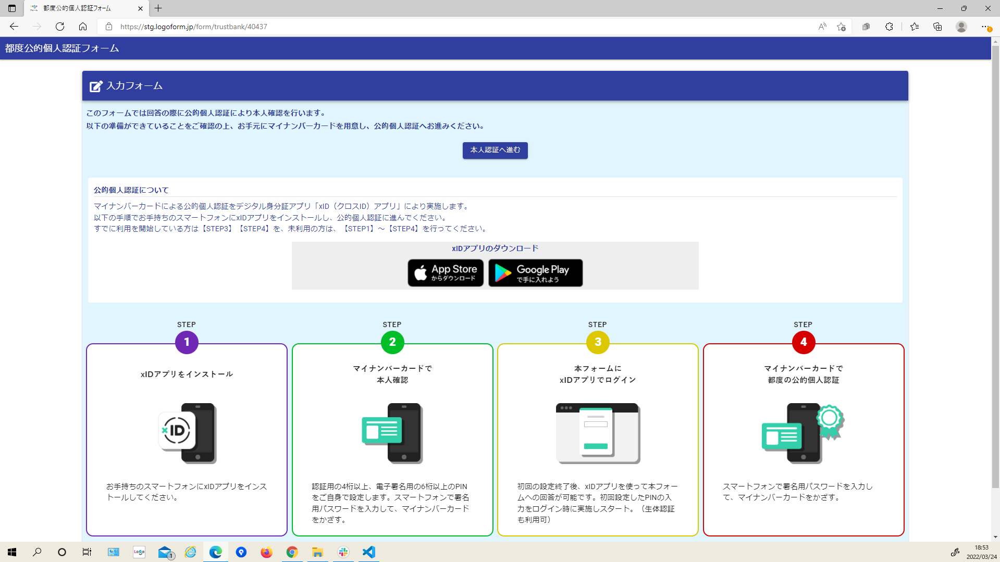 都度公的個人認証フォーム
https://stg.logoform.jp/form/trustbank/40437
都度公的個人認証フォーム
入力フォーム
このフォームでは回答の際に公的個人認証により本人確認を行います。
以下の準備ができていることをご確認の上、お手元にマイナンバーカードを用意し、公的個人認証へお進みください。
本人認証へ進む
公的個人認証について
マイナンバーカードによる公的個人認証をデジタル身分証アプリ「xID（クロスID）アプリ」により実施します。
以下の手順でお手持ちのスマートフォンにxIDアプリをインストールし、公的個人認証に進んでください。
すでに利用を開始している方は【STEP3】【STEP4】を、未利用の方は、【STEP1】～【STEP4】を行ってください。
xIDアプリのダウンロード
App Store
からダウンロード
Google Play
で手に入れよう
STEP
1
xIDアプリをインストール
xID
お手持ちのスマートフォンにxIDアプリをインス
トールしてください。
STEP
2
マイナンバーカードで
本人確認
認証用の4桁以上、電子署名用の6桁以上のPIN
をご自身で設定します。スマートフォンで署名
用パスワードを入力して、マイナンバーカード
をかざす。
STEP
3
本フォームに
xIDアプリでログイン
初回の設定終了後、xIDアプリを使って本フォー
ムへの回答が可能です。初回設定したPINの入
力をログイン時に実施しスタート。（生体認証
も利用可）
STEP
4
マイナンバーカードで
都度の公的個人認証
スマートフォンで署名用パスワードを入力し
て、マイナンバーカードをかざす。
LoGo
1
18:53
2022/03/24